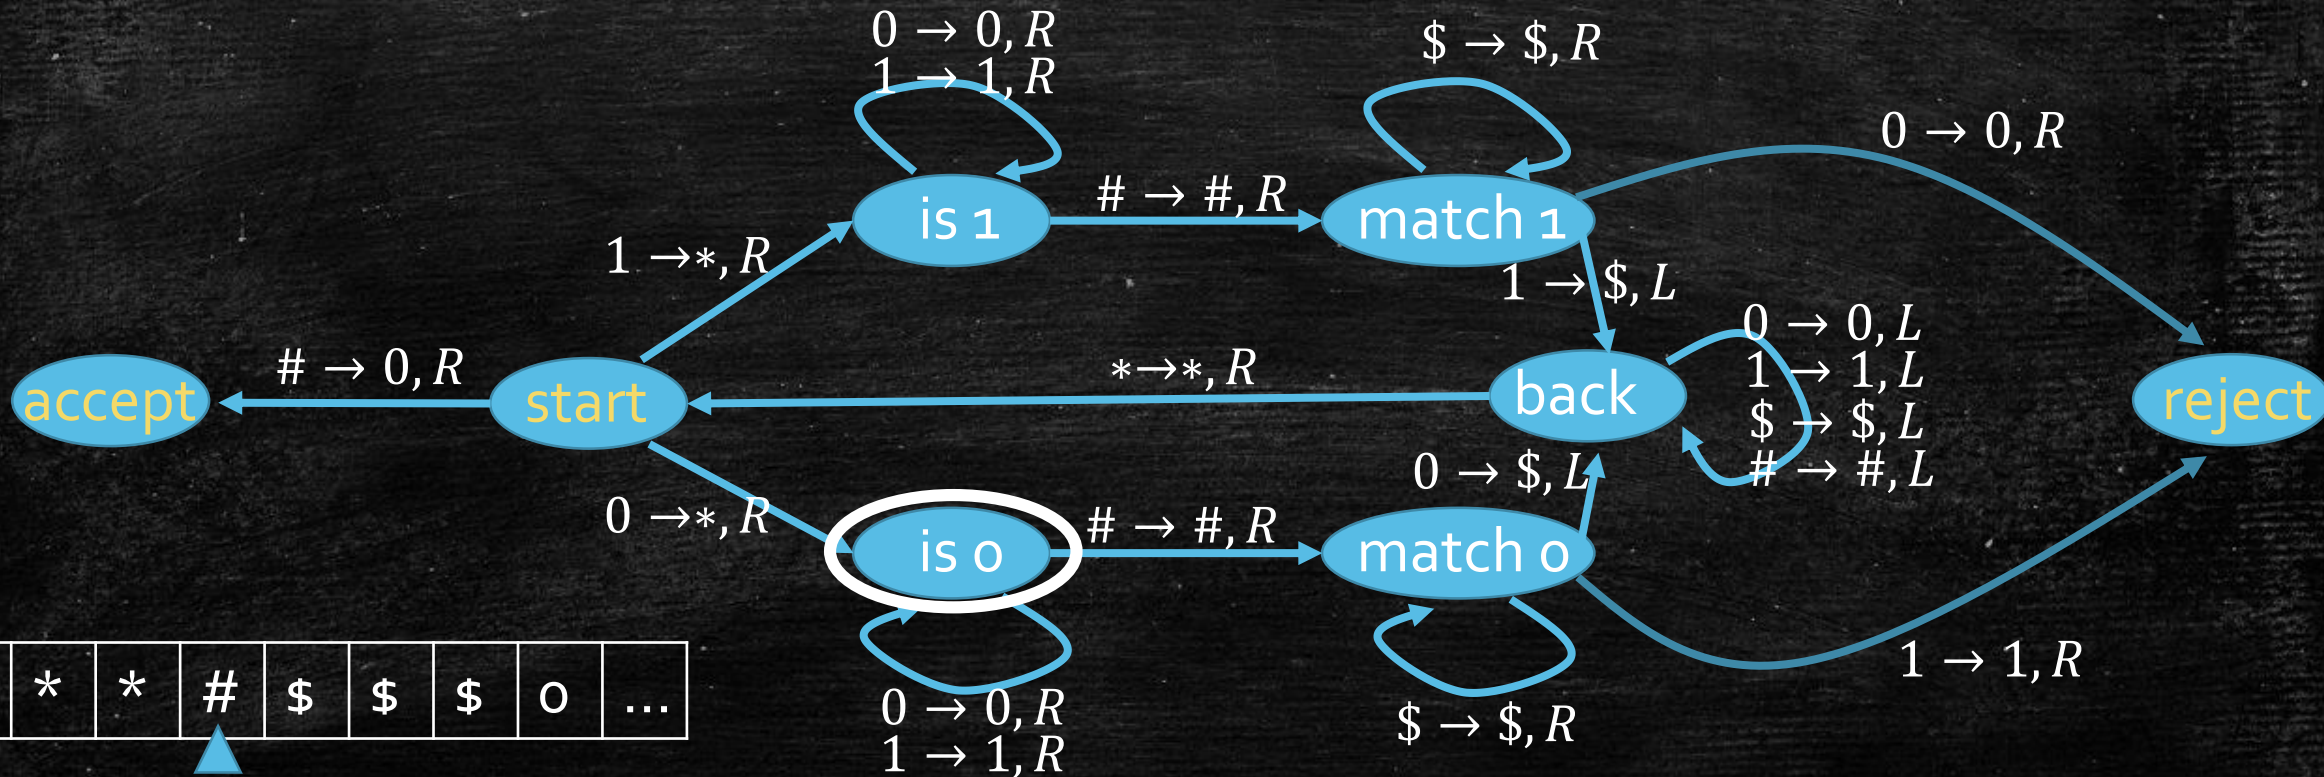 0 → 0, R
1 → 1, R
$ → $, R
0 → 0, R
is 1
# → #, R
match 1
1 →*, R
1 → $, L
0 → 0, L
1 → 1, L
$ → $, L
# → #, L
accept
# → 0, R
start
*→*, R
back
reject
0 →*, R
0 → $, L
is 0
# → #, R
match 0
1 → 1, R
0 → 0, R
1 → 1, R
$ → $, R
* * # $ $ $ 0 ...